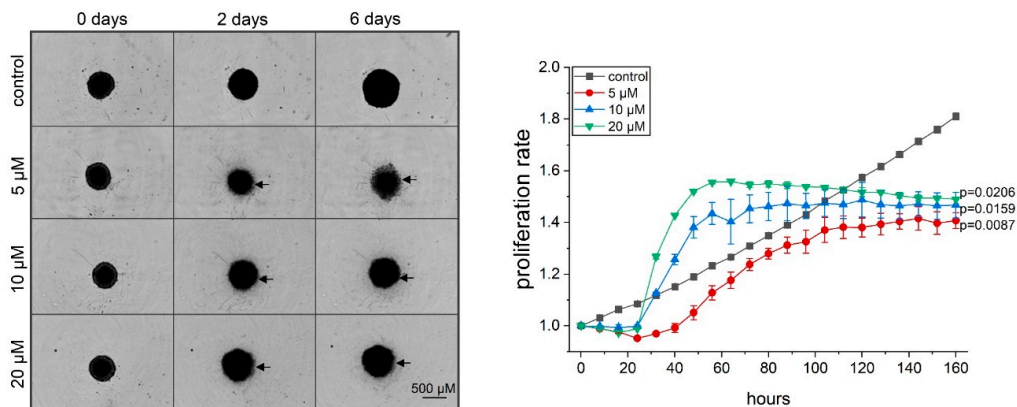 0 days 2 days 6 days
control
5 µM
10 µM
20 µM
500 µM
proliferation rate
2.0
1.8
1.6
1.4
1.2
1.0
control
5 µM
10 µM
20 µM
p=0.0206
p=0.0159
p=0.0087
0 20 40 60 80 100 120 140 160
hours